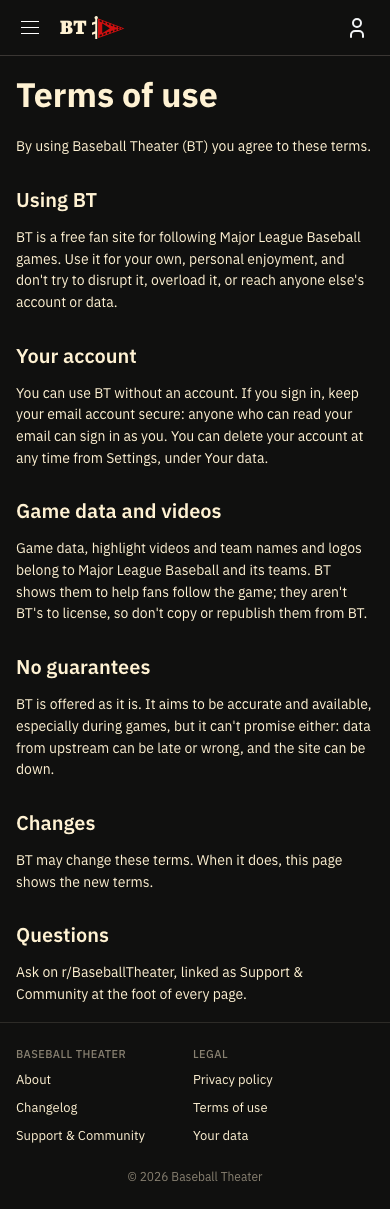 BT
Terms of use
By using Baseball Theater (BT) you agree to these terms.
Using BT
BT is a free fan site for following Major League Baseball
games. Use it for your own, personal enjoyment, and
don't try to disrupt it, overload it, or reach anyone else's
account or data.
Your account
You can use BT without an account. If you sign in, keep
your email account secure: anyone who can read your
email can sign in as you. You can delete your account at
any time from Settings, under Your data.
Game data and videos
Game data, highlight videos and team names and logos
belong to Major League Baseball and its teams. BT
shows them to help fans follow the game; they aren't
BT's to license, so don't copy or republish them from BT.
No guarantees
BT is offered as it is. It aims to be accurate and available,
especially during games, but it can't promise either: data
from upstream can be late or wrong, and the site can be
down.
Changes
BT may change these terms. When it does, this page
shows the new terms.
Questions
Ask on r/BaseballTheater, linked as Support &
Community at the foot of every page.
BASEBALL THEATER
About
Changelog
Support & Community
LEGAL
Privacy policy
Terms of use
Your data
© 2026 Baseball Theater